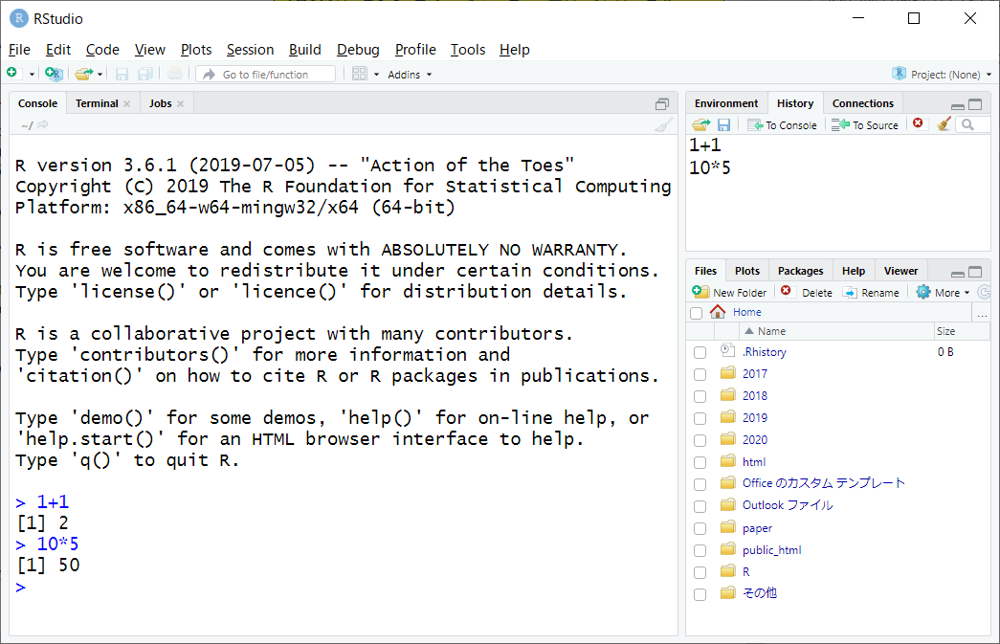 RStudio
File Edit Code View Plots Session Build Debug Profile Tools Help
Go to file/function Addins Project: (None)
Console Terminal Jobs
~/
R version 3.6.1 (2019-07-05) -- "Action of the Toes"
Copyright (C) 2019 The R Foundation for Statistical Computing
Platform: x86_64-w64-mingw32/x64 (64-bit)
R is free software and comes with ABSOLUTELY NO WARRANTY.
You are welcome to redistribute it under certain conditions.
Type 'license()' or 'licence()' for distribution details.
R is a collaborative project with many contributors.
Type 'contributors()' for more information and
'citation()' on how to cite R or R packages in publications.
Type 'demo()' for some demos, 'help()' for on-line help, or
'help.start()' for an HTML browser interface to help.
Type 'q()' to quit R.
> 1+1
[1] 2
> 10*5
[1] 50
>
Environment History Connections
To Console To Source
1+1
10*5
Files Plots Packages Help Viewer
New Folder Delete Rename More
Home ...
Name Size
.Rhistory 0 B
2017
2018
2019
2020
html
Office のカスタム テンプレート
Outlook ファイル
paper
public_html
R
その他